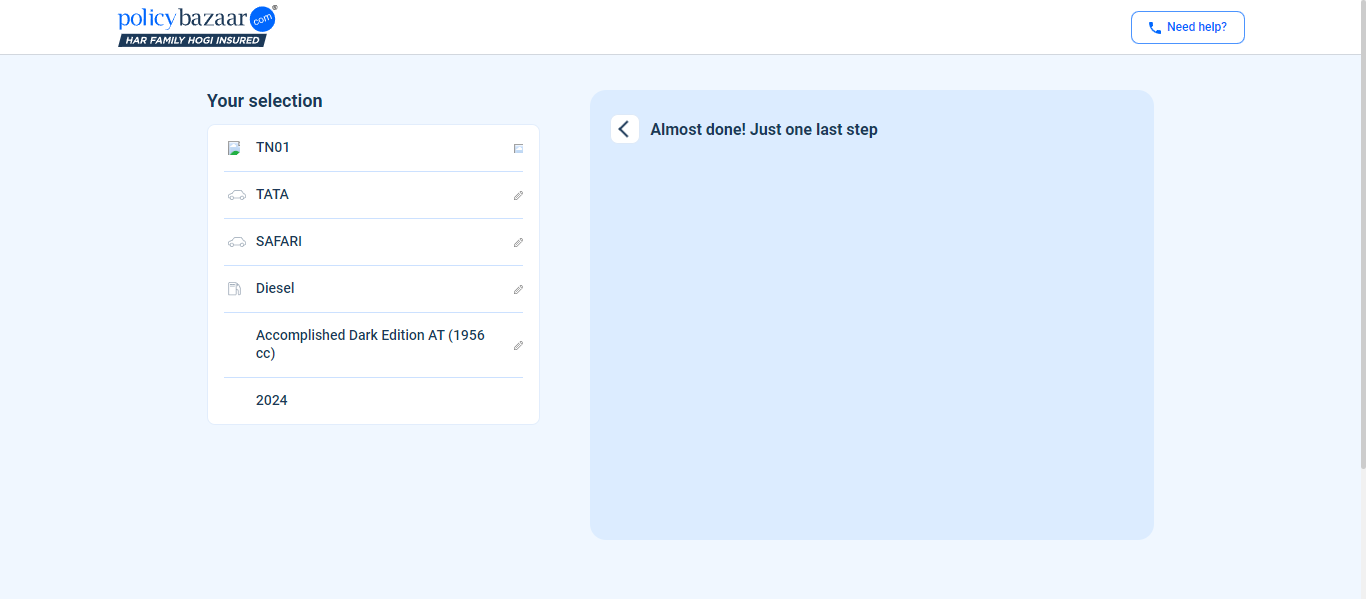 policybazaar com ®
HAR FAMILY HOGI INSURED
Need help?
Your selection
TN01
TATA
SAFARI
Diesel
Accomplished Dark Edition AT (1956
cc)
2024
Almost done! Just one last step